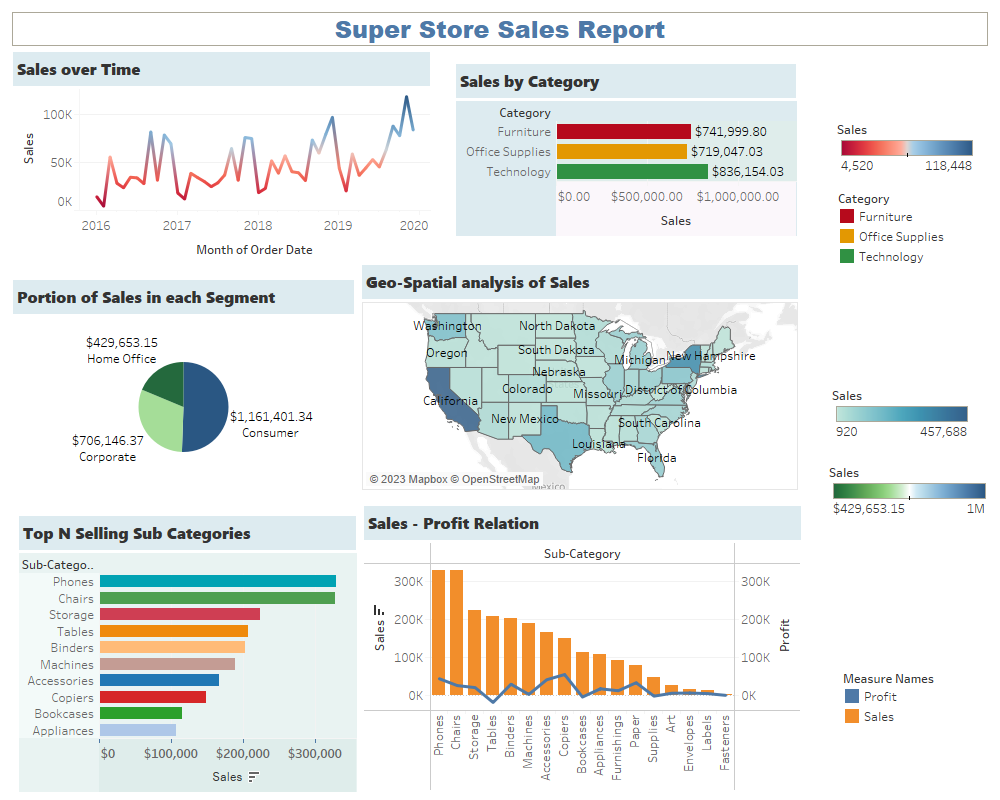 Super Store Sales Report
Sales over Time
Sales
100K
50K
0K
2016 2017 2018 2019 2020
Month of Order Date
Sales by Category
Category
Furniture $741,999.80
Office Supplies $719,047.03
Technology $836,154.03
$0.00 $500,000.00 $1,000,000.00
Sales
Sales
4,520 118,448
Category
Furniture
Office Supplies
Technology
Portion of Sales in each Segment
$429,653.15
Home Office
$1,161,401.34
Consumer
$706,146.37
Corporate
Geo-Spatial analysis of Sales
Washington North Dakota
Oregon South Dakota Michigan New Hampshire
Nebraska
California Colorado Missouri District of Columbia
New Mexico South Carolina
Louisiana
Florida
© 2023 Mapbox © OpenStreetMap
Mexico
Sales
920 457,688
Sales
$429,653.15 1M
Top N Selling Sub Categories
Sub-Catego..
Phones
Chairs
Storage
Tables
Binders
Machines
Accessories
Copiers
Bookcases
Appliances
$0 $100,000 $200,000 $300,000
Sales
Sales - Profit Relation
Sub-Category
Sales
300K 300K
200K 200K
100K 100K
0K 0K
Profit
Phones
Chairs
Storage
Tables
Binders
Machines
Accessories
Copiers
Bookcases
Appliances
Furnishings
Paper
Supplies
Art
Envelopes
Labels
Fasteners
Measure Names
Profit
Sales